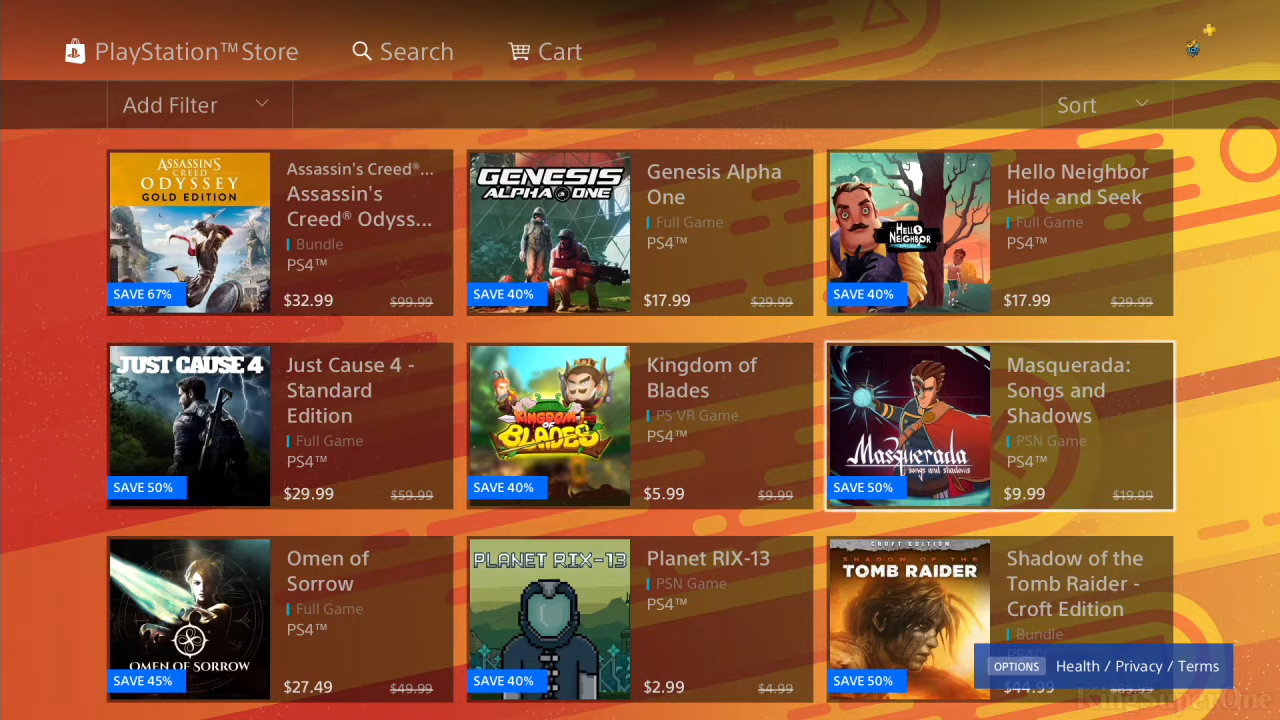 PlayStation™Store
Search
Cart
Add Filter
Sort
ASSASSIN'S
CREED
ODYSSEY
GOLD EDITION
SAVE 67%
Assassin's Creed®...
Assassin's
Creed® Odyss...
Bundle
PS4™
$32.99
$99.99
GENESIS
ALPHA ONE
SAVE 40%
Genesis Alpha
One
Full Game
PS4™
$17.99
$29.99
HELLO
NEIGHBOR
SAVE 40%
Hello Neighbor
Hide and Seek
Full Game
PS4™
$17.99
$29.99
JUST CAUSE 4
SAVE 50%
Just Cause 4 -
Standard
Edition
Full Game
PS4™
$29.99
$59.99
KINGDOM
OF
BLADES
SAVE 40%
Kingdom of
Blades
PS VR Game
PS4™
$5.99
$9.99
Masquerada
songs and shadows
SAVE 50%
Masquerada:
Songs and
Shadows
PSN Game
PS4™
$9.99
$19.99
OMEN OF SORROW
SAVE 45%
Omen of
Sorrow
Full Game
PS4™
$27.49
$49.99
PLANET RIX-13
SAVE 40%
Planet RIX-13
PSN Game
PS4™
$2.99
$4.99
CROFT EDITION
SHADOW OF THE
TOMB RAIDER
SAVE 50%
Shadow of the
Tomb Raider -
Croft Edition
Bundle
PS4™
$44.99
$89.99
OPTIONS Health / Privacy / Terms
KingSuperOne